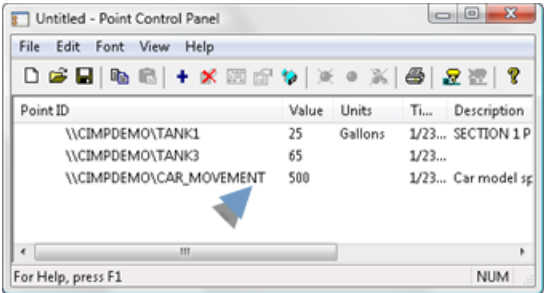 Untitled - Point Control Panel
File Edit Font View Help
Point ID Value Units Ti... Description
\\CIMPDEMO\TANK1 25 Gallons 1/23... SECTION 1 P
\\CIMPDEMO\TANK3 65 1/23...
\\CIMPDEMO\CAR_MOVEMENT 500 1/23... Car model sp
For Help, press F1 NUM